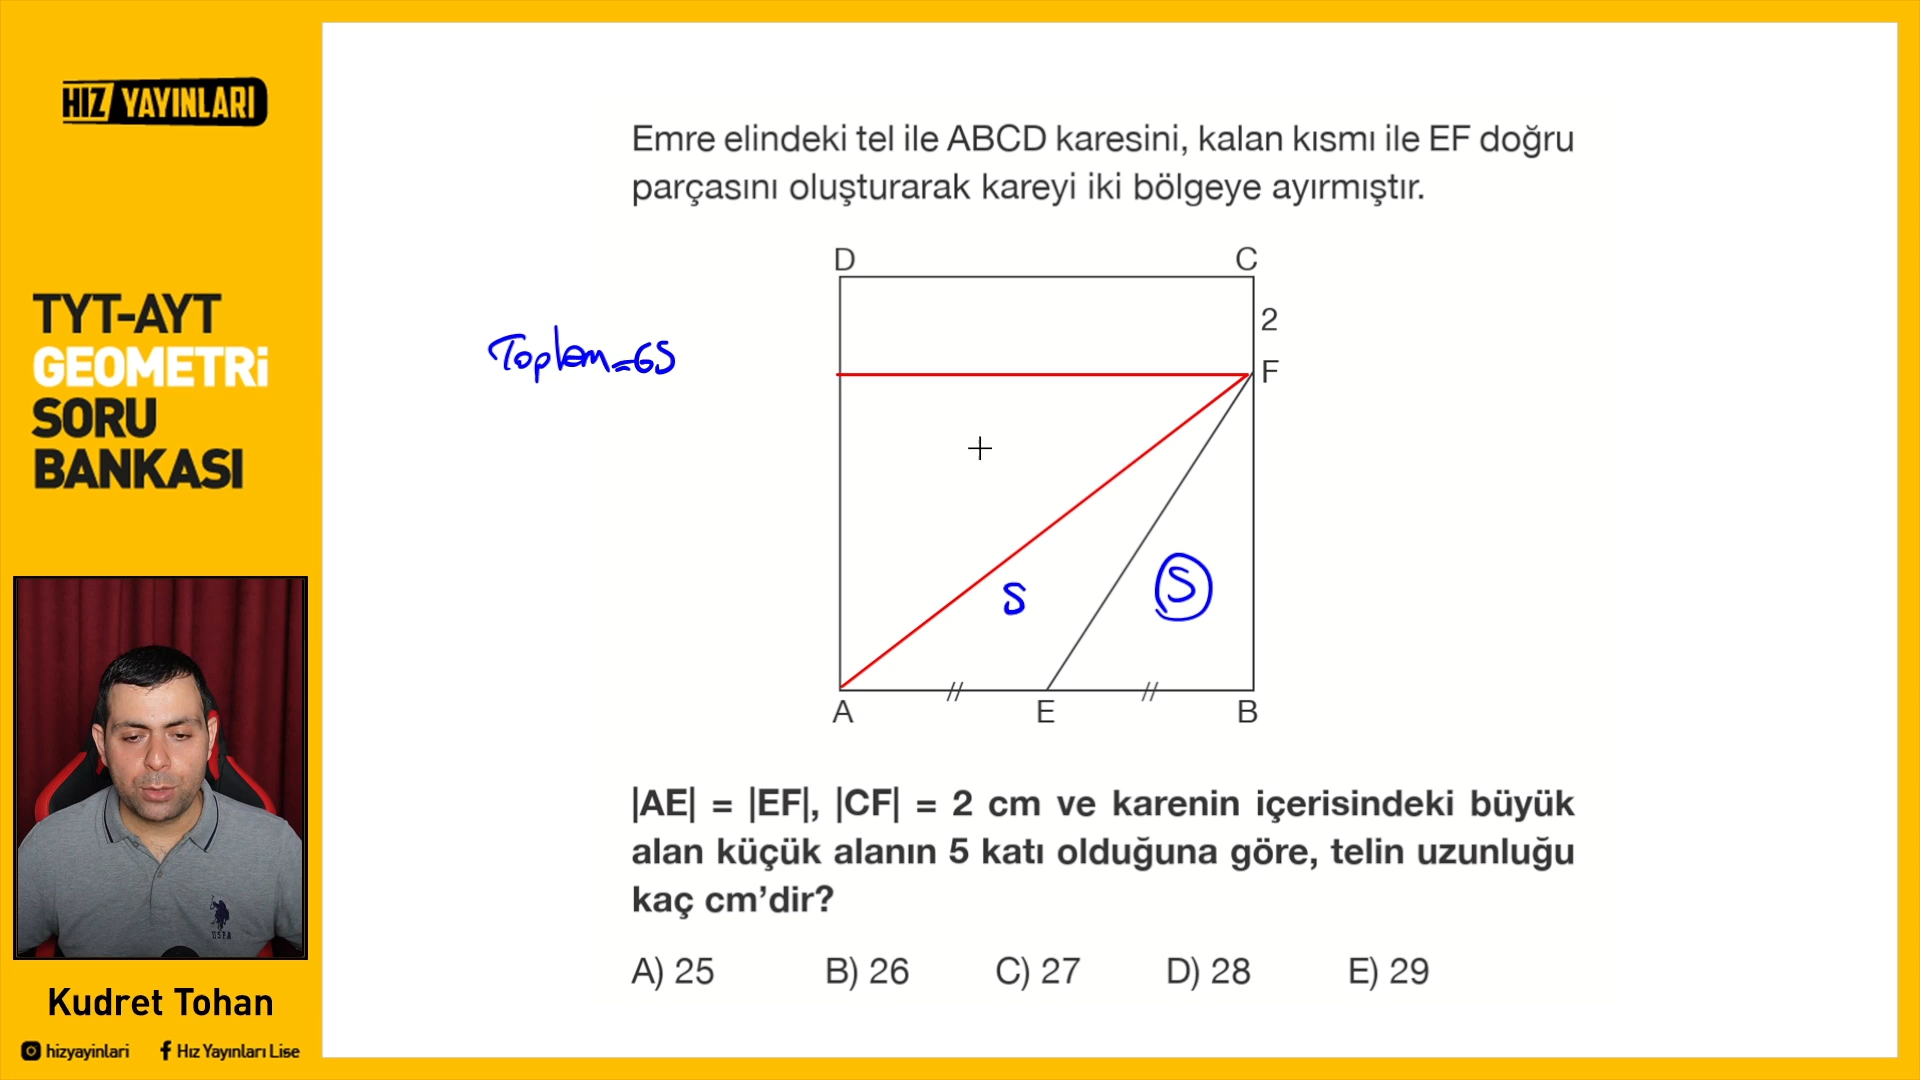 HIZ YAYINLARI
TYT-AYT
GEOMETRİ
SORU
BANKASI
Emre elindeki tel ile ABCD karesini, kalan kısmı ile EF doğru
parçasını oluşturarak kareyi iki bölgeye ayırmıştır.
D
C
2
F
Toplam=6S
S
S
A
E
B
|AE| = |EF|, |CF| = 2 cm ve karenin içerisindeki büyük
alan küçük alanın 5 katı olduğuna göre, telin uzunluğu
kaç cm’dir?
A) 25 B) 26 C) 27 D) 28 E) 29
USPA
Kudret Tohan
hizyayinlari Hız Yayınları Lise